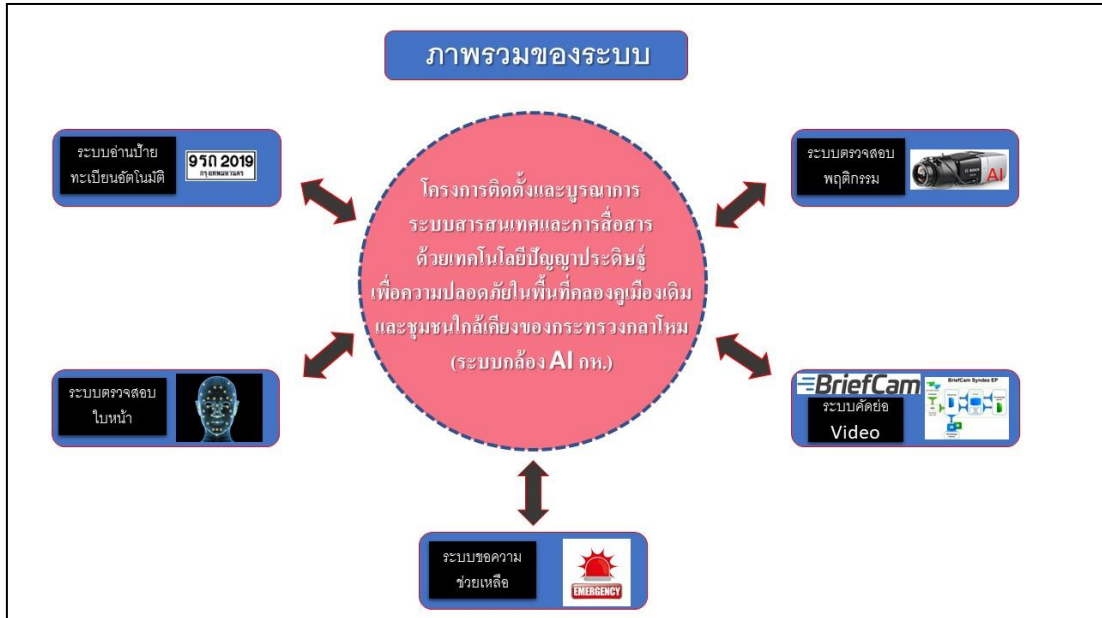 ภาพรวมของระบบ
ระบบอ่านป้าย
ทะเบียนอัตโนมัติ
9รถ 2019
กรุงเทพมหานคร
ระบบตรวจสอบ
พฤติกรรม
AI
โครงการติดตั้งและบูรณาการ
ระบบสารสนเทศและการสื่อสาร
ด้วยเทคโนโลยีปัญญาประดิษฐ์
เพื่อความปลอดภัยในพื้นที่คลองคูเมืองเดิม
และชุมชนใกล้เคียงของกระทรวงกลาโหม
(ระบบกล้อง AI กห.)
ระบบตรวจสอบ
ใบหน้า
BriefCam
ระบบคัดย่อ
Video
BriefCam Syndex EP
ระบบขอความ
ช่วยเหลือ
EMERGENCY